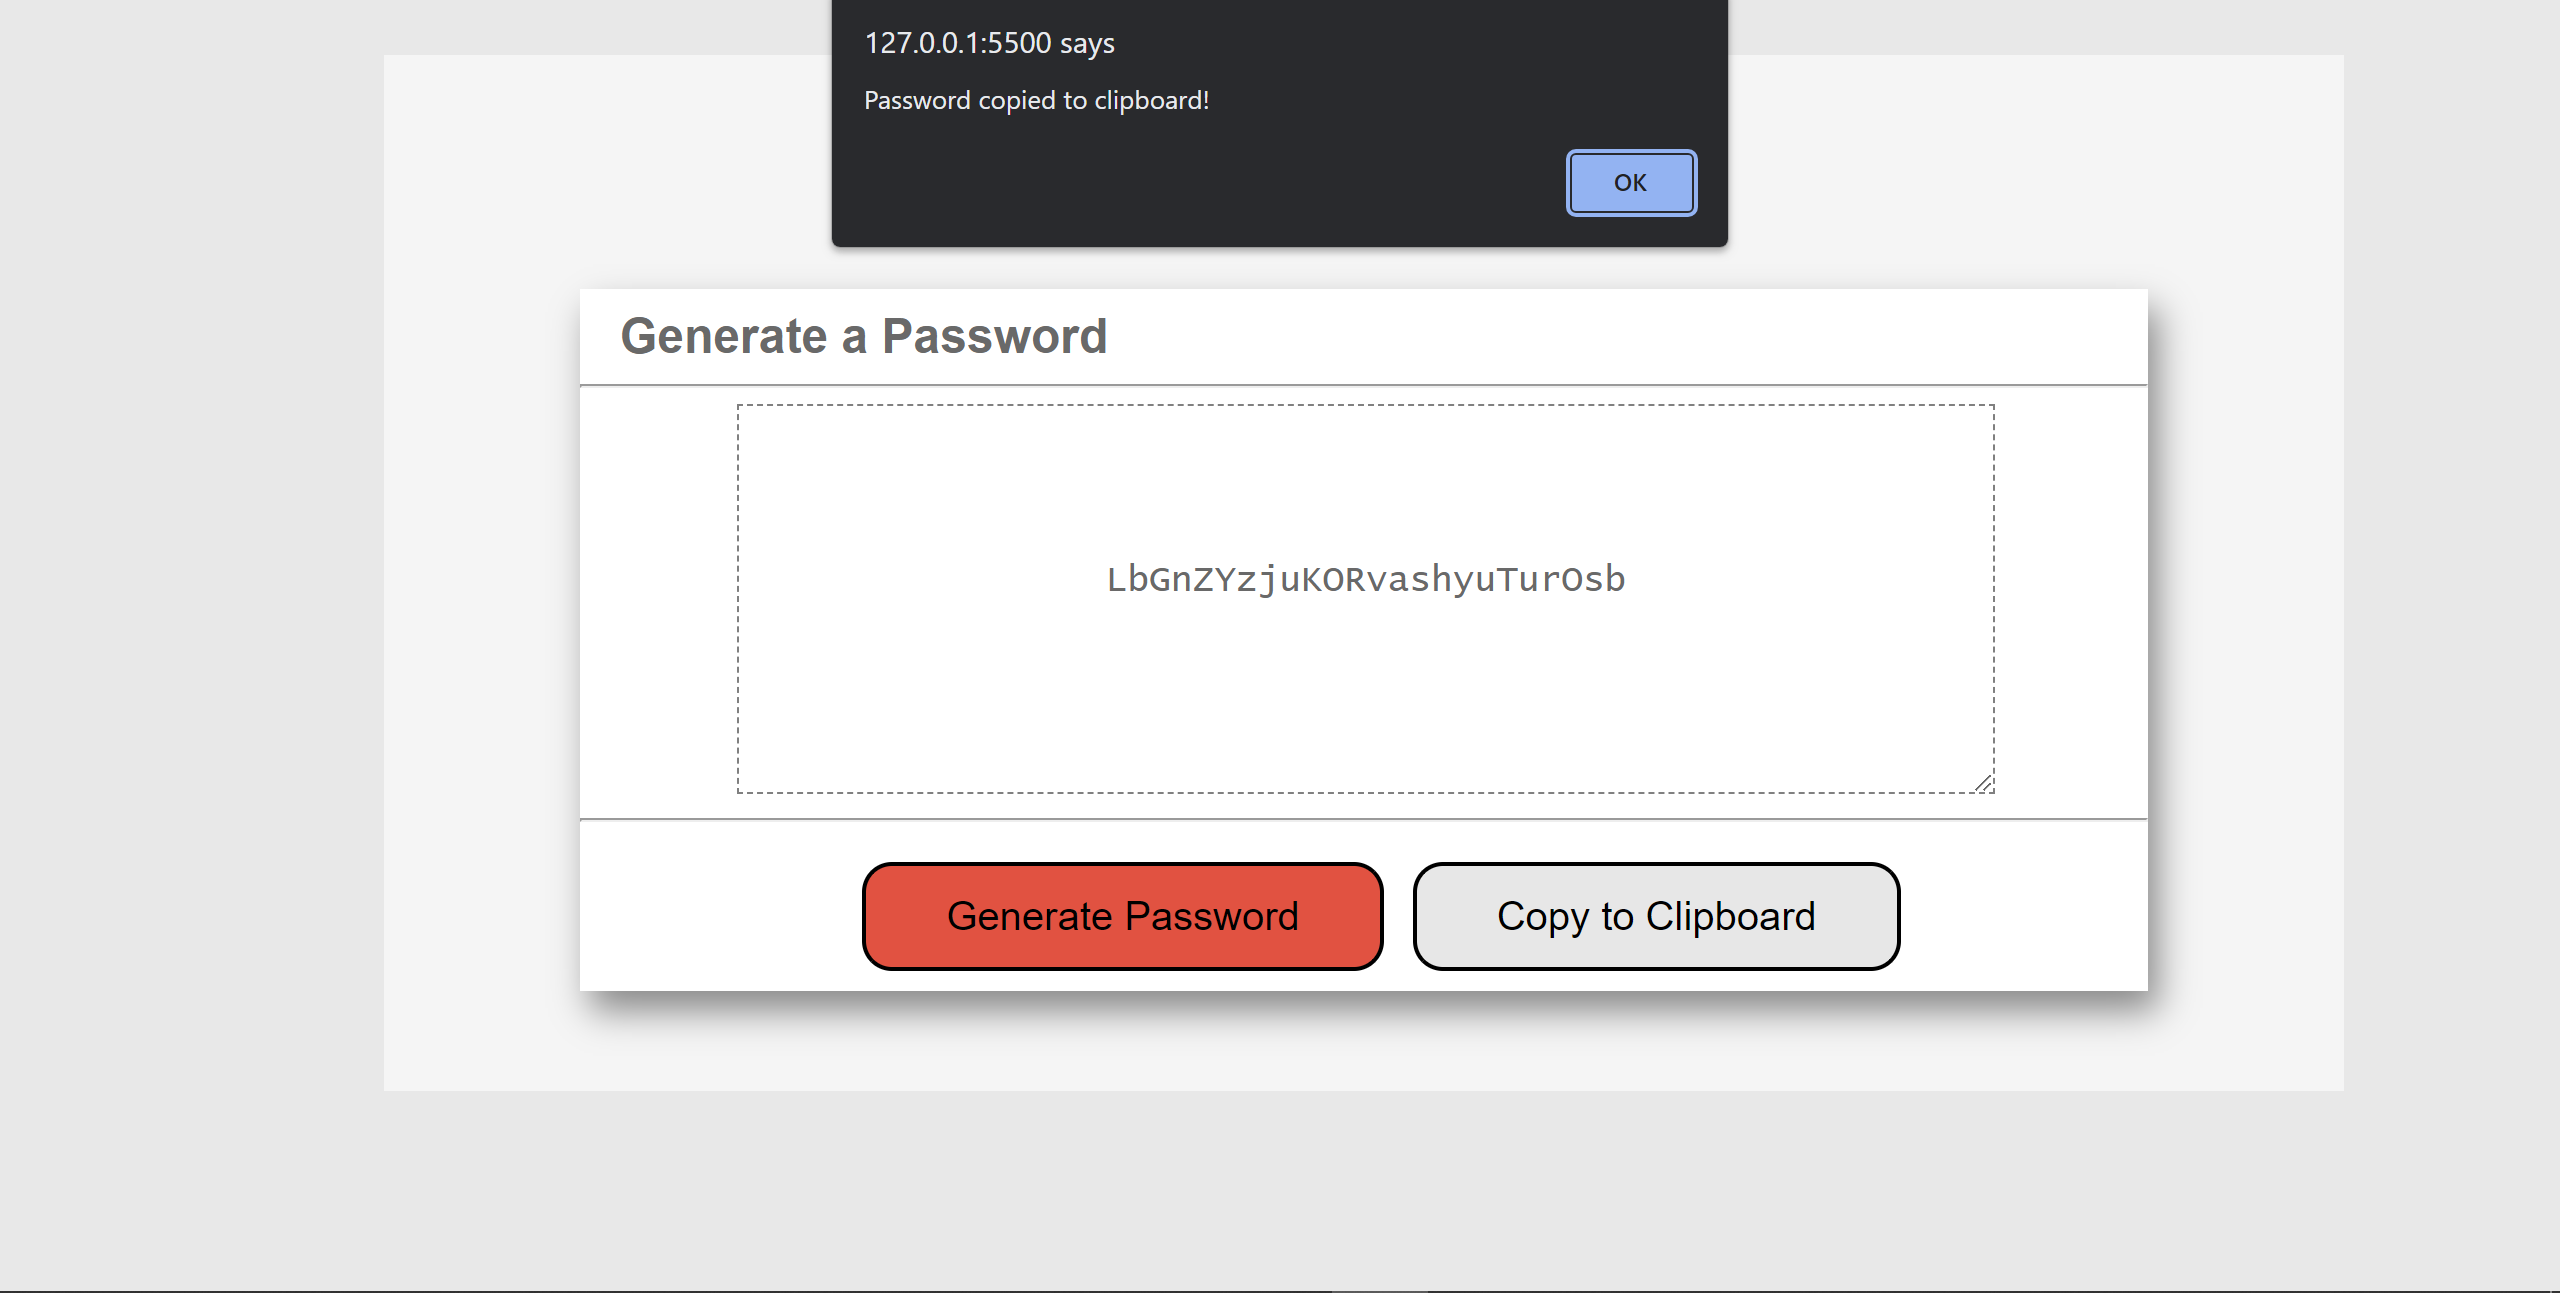 127.0.0.1:5500 says
Password copied to clipboard!
OK
Generate a Password
LbGnZYzjuKORvashyuTurOsb
Generate Password
Copy to Clipboard